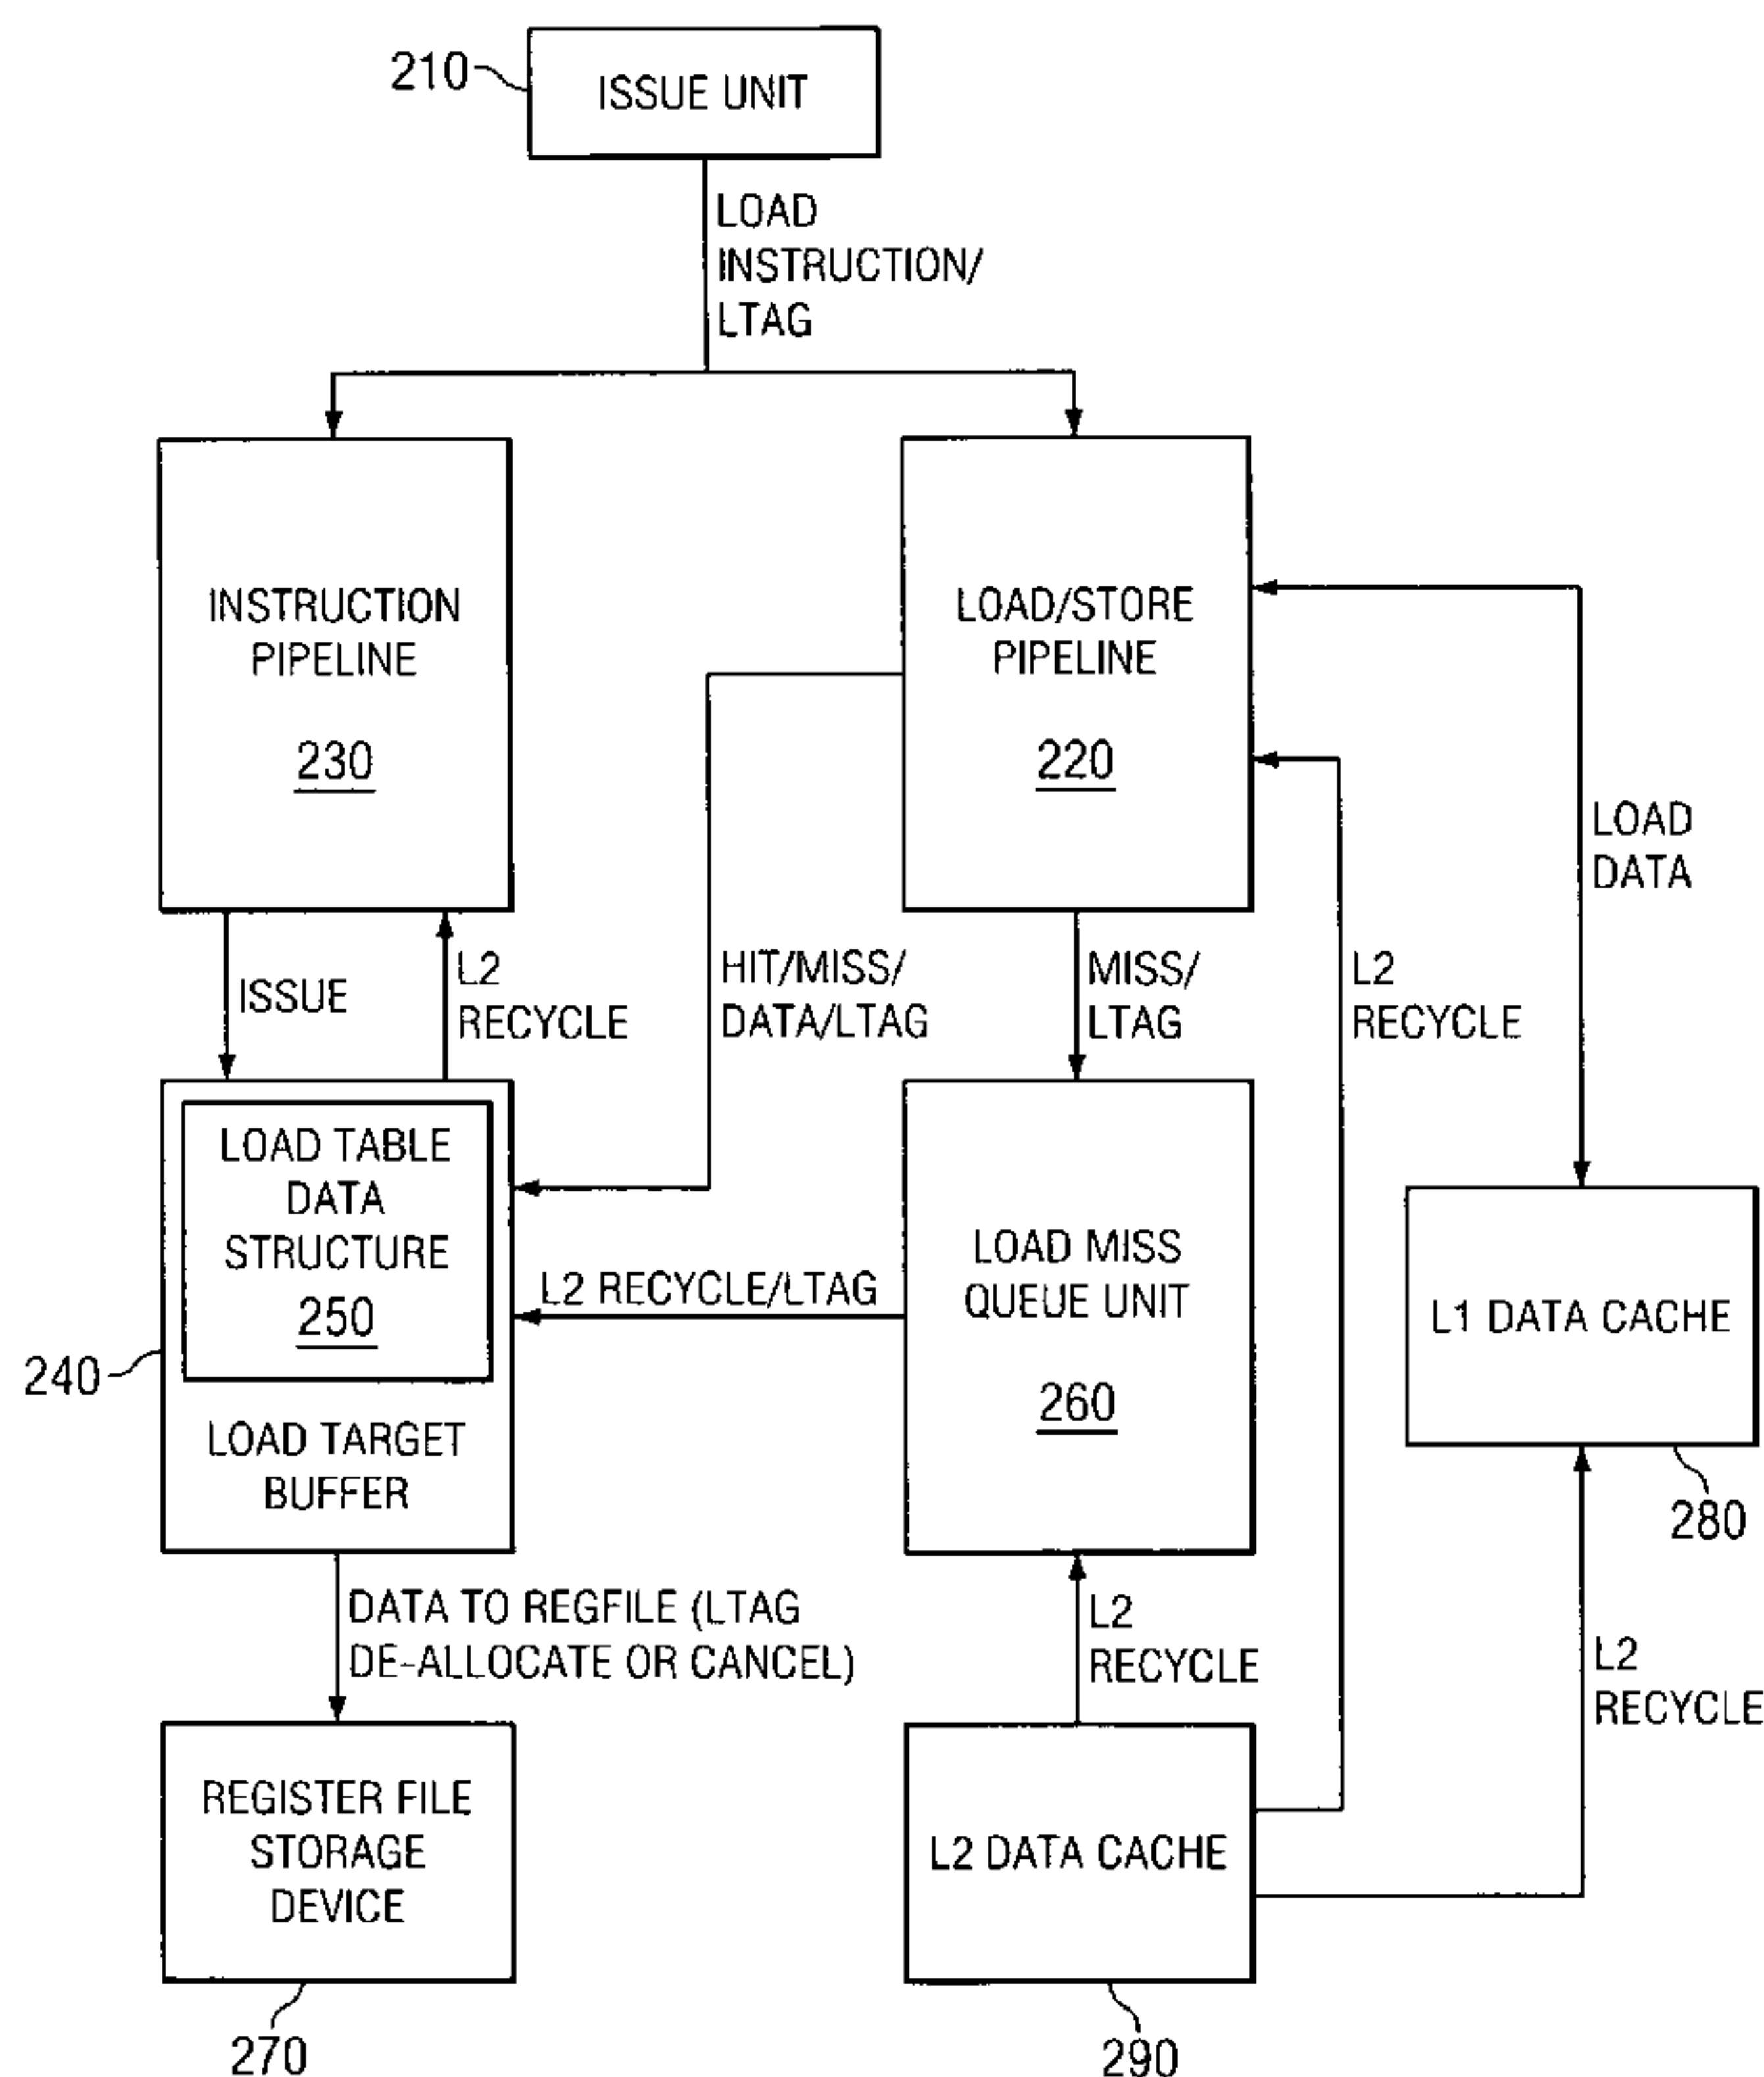 210
ISSUE UNIT
LOAD
INSTRUCTION/
LTAG
INSTRUCTION
PIPELINE
230
LOAD/STORE
PIPELINE
220
LOAD
DATA
ISSUE
L2
RECYCLE
HIT/MISS/
DATA/LTAG
MISS/
LTAG
L2
RECYCLE
LOAD TABLE
DATA
STRUCTURE
250
240
LOAD TARGET
BUFFER
L2 RECYCLE/LTAG
LOAD MISS
QUEUE UNIT
260
L1 DATA CACHE
280
DATA TO REGFILE (LTAG
DE-ALLOCATE OR CANCEL)
L2
RECYCLE
L2
RECYCLE
REGISTER FILE
STORAGE
DEVICE
270
L2 DATA CACHE
290